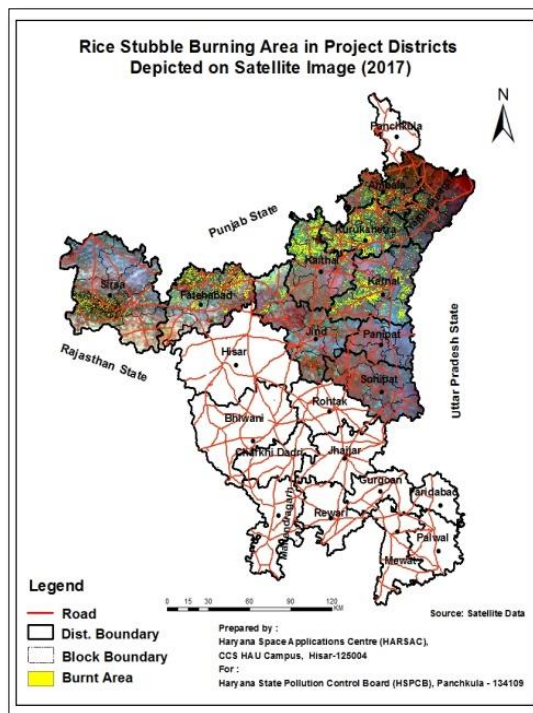 Rice Stubble Burning Area in Project Districts
Depicted on Satellite Image (2017)
N
Panchkula
Ambala
Punjab State
Kurukshetra
Kaithal
Sirsa
Karnal
Fatehabad
Uttar Pradesh State
Rajasthan State
Jind
Panipat
Hisar
Sonipat
Rohtak
Bhiwani
Charkhi Dadri
Jhajjar
Gurgoan
Faridabad
Mahendragarh
Rewari
Palwal
Mewat
Legend
Road
Dist. Boundary
Block Boundary
Burnt Area
0 15 30 60 90 120
KM
Source: Satellite Data
Prepared by :
Haryana Space Applications Centre (HARSAC),
CCS HAU Campus, Hisar-125004
For :
Haryana State Pollution Control Board (HSPCB), Panchkula - 134109